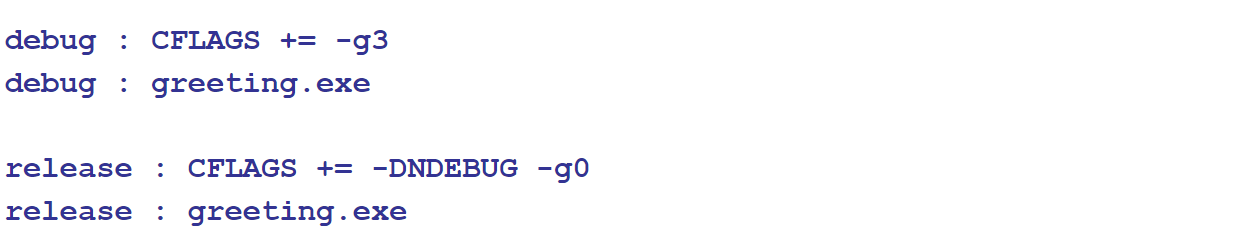 debug : CFLAGS += -g3
debug : greeting.exe
release : CFLAGS += -DNDEBUG -g0
release : greeting.exe